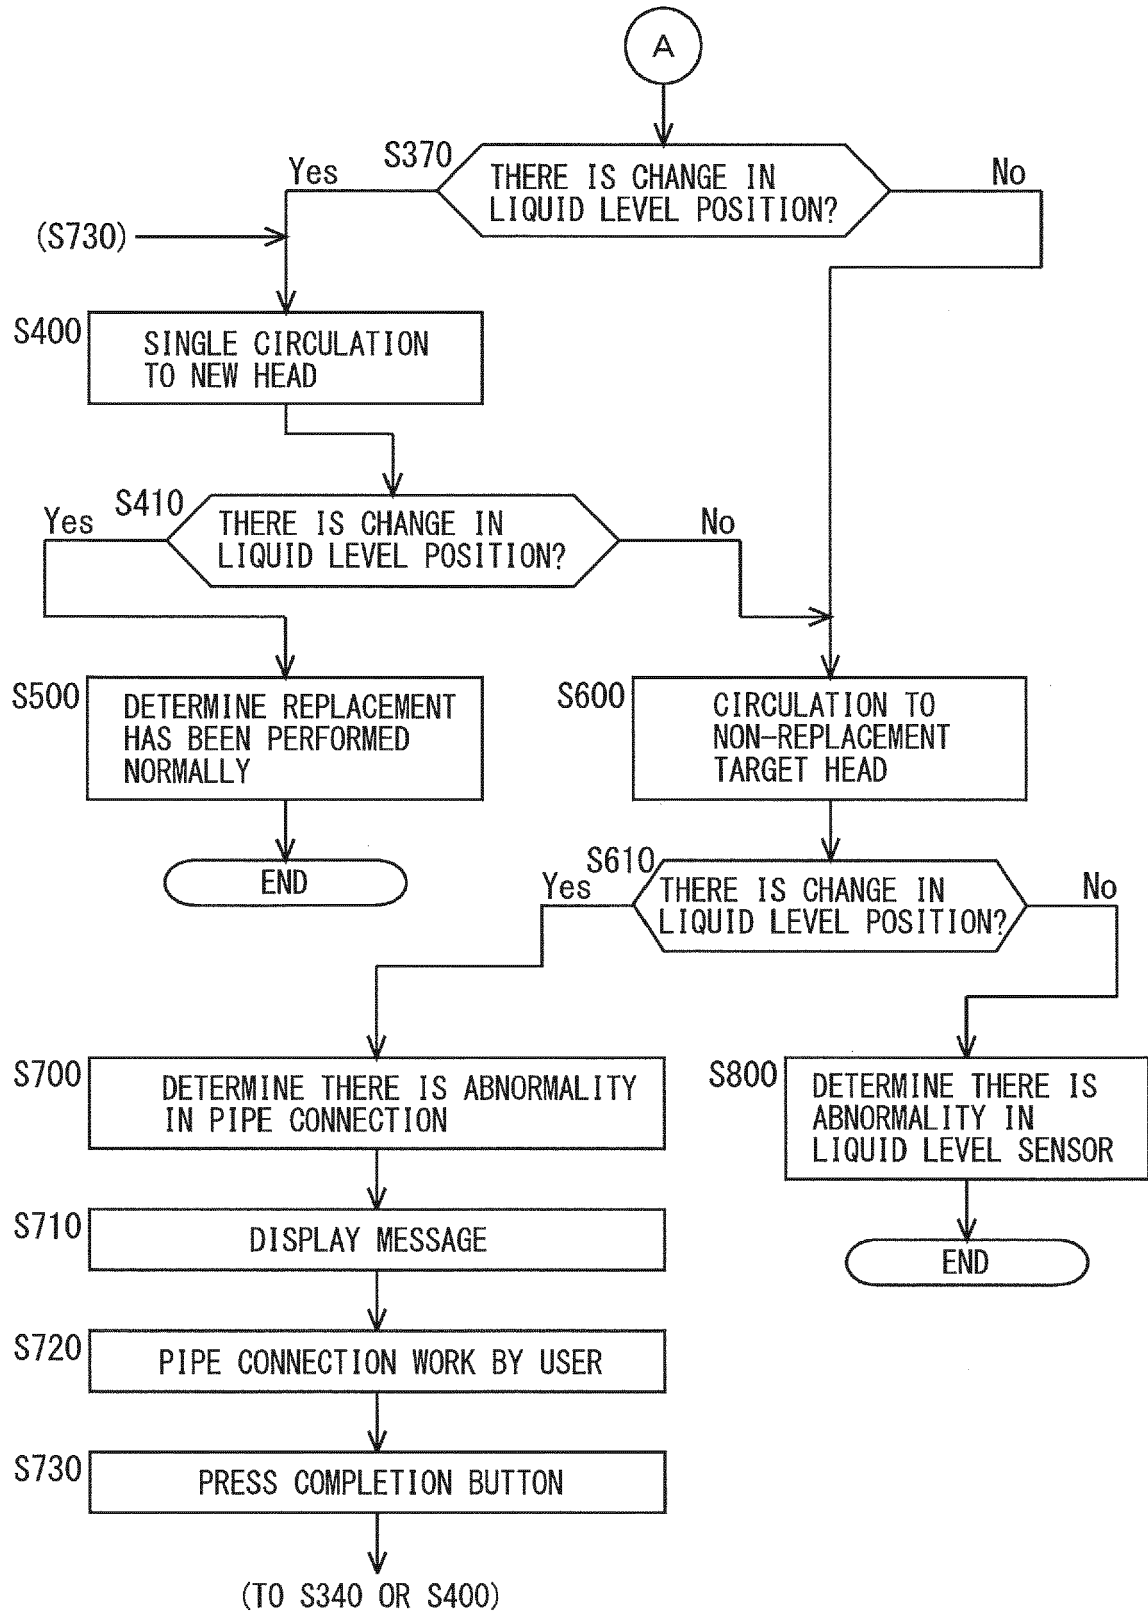 A
S370
Yes
THERE IS CHANGE IN
LIQUID LEVEL POSITION?
No
(S730)
S400
SINGLE CIRCULATION
TO NEW HEAD
S410
Yes
THERE IS CHANGE IN
LIQUID LEVEL POSITION?
No
S500
DETERMINE REPLACEMENT
HAS BEEN PERFORMED
NORMALLY
END
S600
CIRCULATION TO
NON-REPLACEMENT
TARGET HEAD
S610
Yes
THERE IS CHANGE IN
LIQUID LEVEL POSITION?
No
S700
DETERMINE THERE IS ABNORMALITY
IN PIPE CONNECTION
S710
DISPLAY MESSAGE
S720
PIPE CONNECTION WORK BY USER
S730
PRESS COMPLETION BUTTON
(TO S340 OR S400)
S800
DETERMINE THERE IS
ABNORMALITY IN
LIQUID LEVEL SENSOR
END